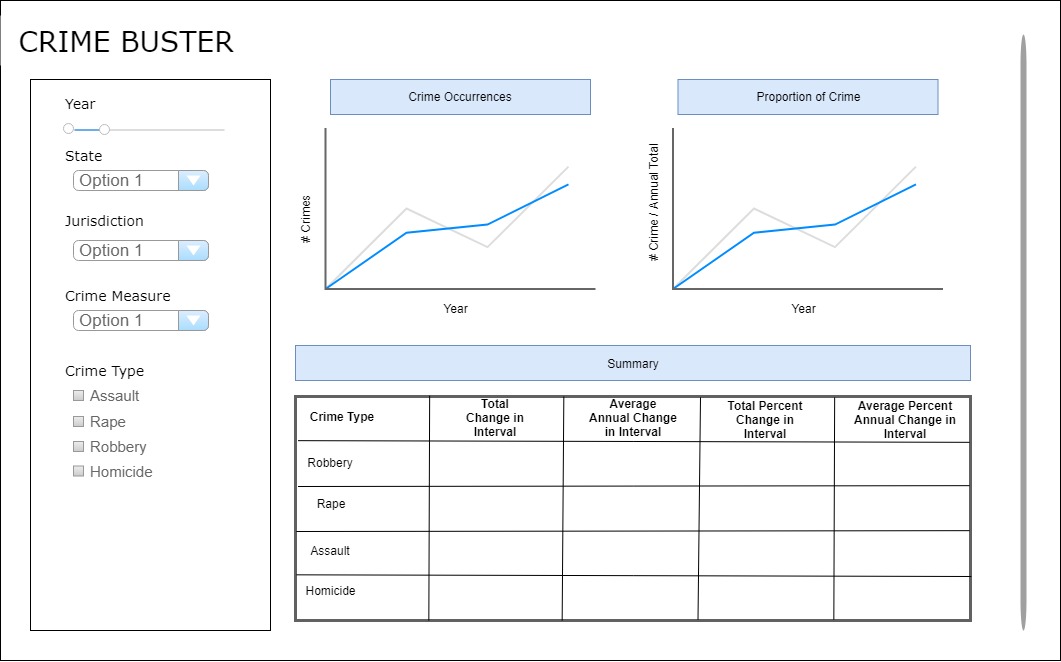 CRIME BUSTER
Year
State
Option 1
Jurisdiction
Option 1
Crime Measure
Option 1
Crime Type
Assault
Rape
Robbery
Homicide
Crime Occurrences
# Crimes
Year
Proportion of Crime
# Crime / Annual Total
Year
Summary
Crime Type
Total
Change in
Interval
Average
Annual Change
in Interval
Total Percent
Change in
Interval
Average Percent
Annual Change in
Interval
Robbery
Rape
Assault
Homicide